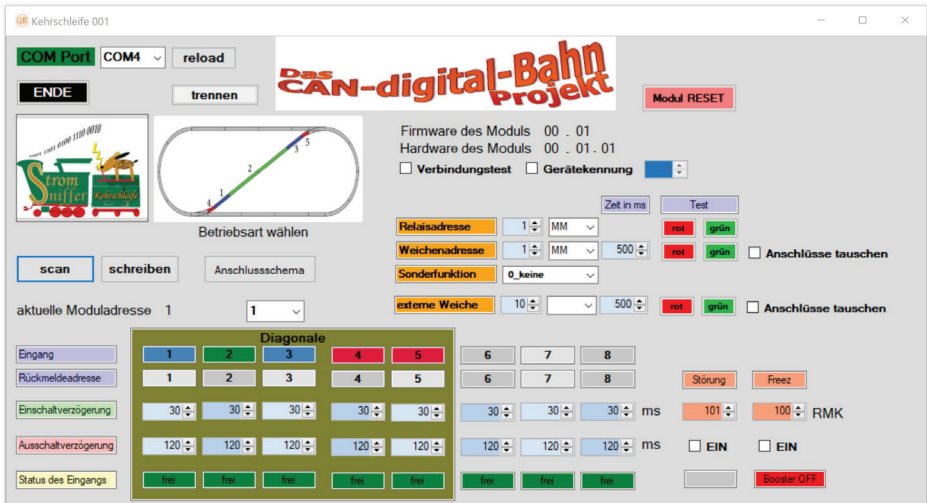 Kehrschleife 001
COM Port COM4 reload
Das
CAN-digital-Bahn
Projekt
ENDE trennen
Modul RESET
Strom
Sniffer Kehrschleife
1 2 3 4 5
Betriebsart wählen
Firmware des Moduls 00 . 01
Hardware des Moduls 00 . 01 . 01
Verbindungstest Gerätekennung
Zeit in ms Test
Relaisadresse 1 MM rot grün
Weichenadresse 1 MM 500 rot grün Anschlüsse tauschen
Sonderfunktion 0_keine
externe Weiche 10 500 rot grün Anschlüsse tauschen
scan schreiben Anschlussschema
aktuelle Moduladresse 1 1
Diagonale
Eingang 1 2 3 4 5 6 7 8
Rückmeldeadresse 1 2 3 4 5 6 7 8 Störung Freez
Einschaltverzögerung 30 30 30 30 30 30 30 30 ms 101 100 RMK
Ausschaltverzögerung 120 120 120 120 120 120 120 120 ms EIN EIN
Status des Eingangs frei frei frei frei frei frei frei frei Booster OFF